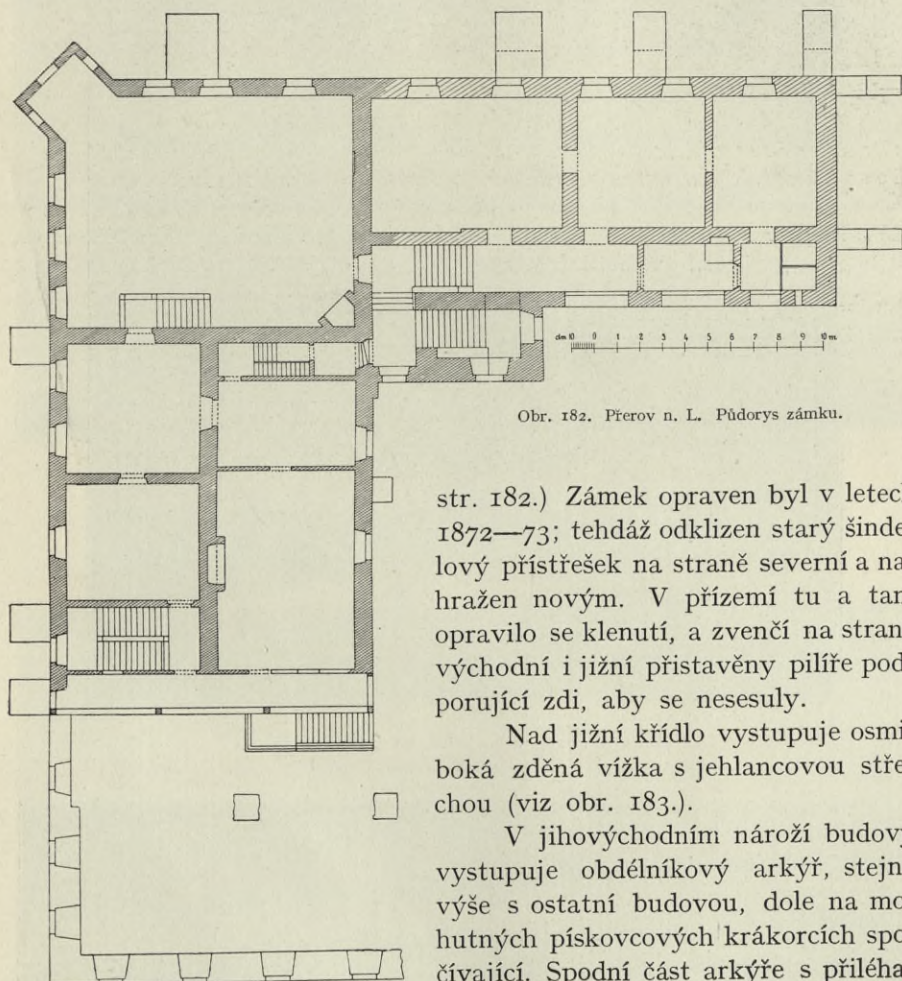 dm 10 0 1 2 3 4 5 6 7 8 9 10 m
Obr. 182. Přerov n. L. Půdorys zámku.
str. 182.) Zámek opraven byl v letech
1872—73; tehdáž odklizen starý šinde
lový přístřešek na straně severní a na
hražen novým. V přízemí tu a tam
opravilo se klenutí, a zvenčí na stran
východní i jižní přistavěny pilíře pod
porující zdi, aby se nesesuly.
Nad jižní křídlo vystupuje osmi
boká zděná vížka s jehlancovou stře
chou (viz obr. 183.).
V jihovýchodním nároží budovy
vystupuje obdélníkový arkýř, stejn
výše s ostatní budovou, dole na mo
hutných pískovcových krákorcích spo
čívající. Spodní část arkýře s přiléha